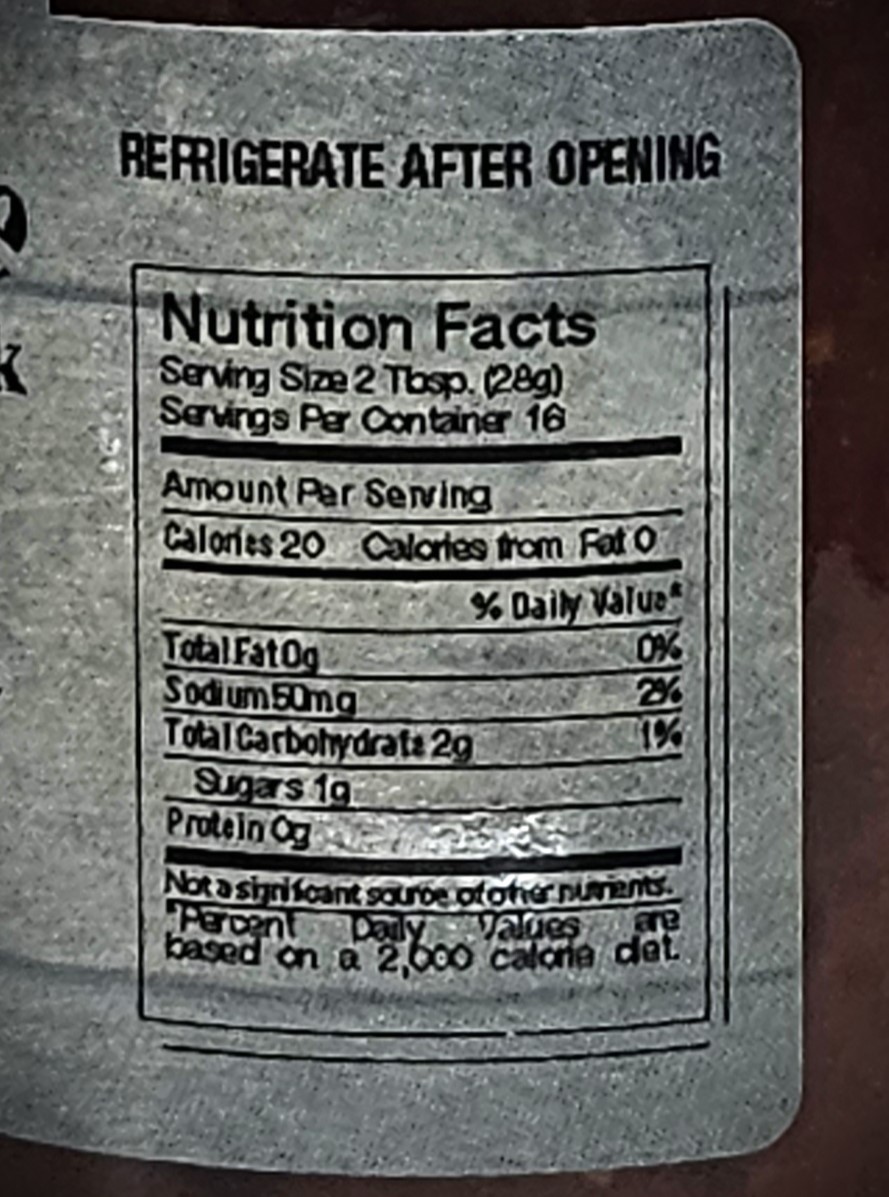 REFRIGERATE AFTER OPENING
Nutrition Facts
Serving Size 2 Tbsp. (28g)
Servings Per Container 16
Amount Per Serving
Calories 20 Calories from Fat 0
% Daily Value*
Total Fat 0g 0%
Sodium 50mg 2%
Total Carbohydrate 2g 1%
Sugars 1g
Protein 0g
Not a significant source of other nutrients.
*Percent Daily Values are
based on a 2,000 calorie diet.